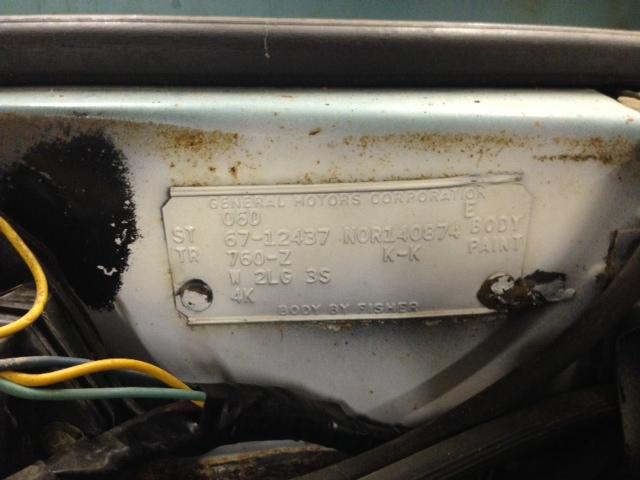 GENERAL MOTORS CORPORATION
06D E
ST 67-12437 NOR140874 BODY
TR 760-Z K-K PAINT
W 2LG 3S
4K
BODY BY FISHER